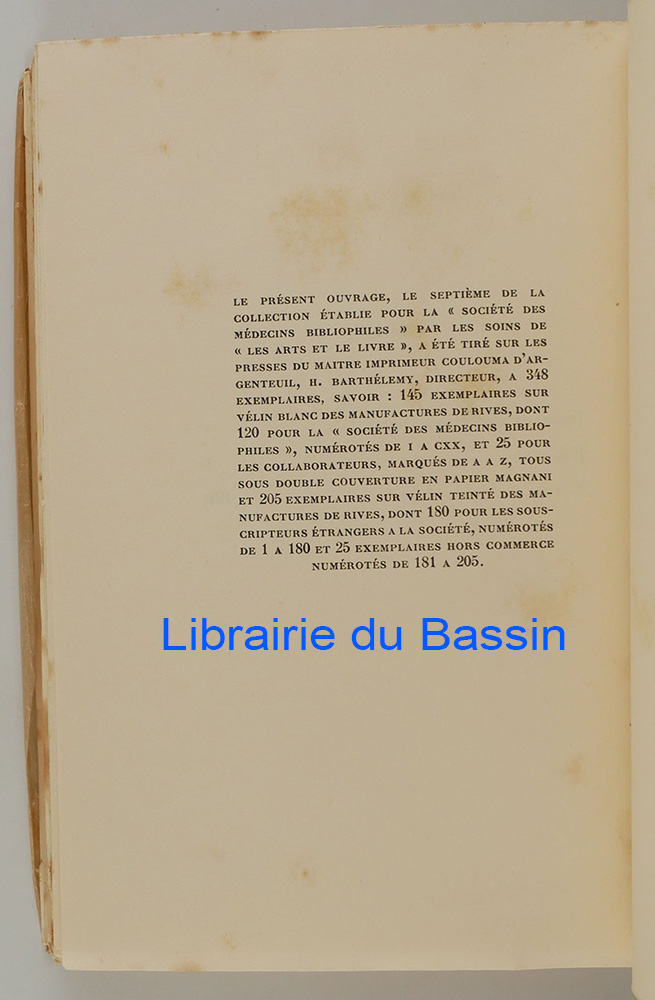 LE PRÉSENT OUVRAGE, LE SEPTIÈME DE LA
COLLECTION ÉTABLIE POUR LA « SOCIÉTÉ DES
MÉDECINS BIBLIOPHILES » PAR LES SOINS DE
« LES ARTS ET LE LIVRE », A ÉTÉ TIRÉ SUR LES
PRESSES DU MAITRE IMPRIMEUR COULOUMA D'AR-
GENTEUIL, H. BARTHÉLEMY, DIRECTEUR, A 348
EXEMPLAIRES, SAVOIR : 145 EXEMPLAIRES SUR
VÉLIN BLANC DES MANUFACTURES DE RIVES, DONT
120 POUR LA « SOCIÉTÉ DES MÉDECINS BIBLIO-
PHILES », NUMÉROTÉS DE I A CXX, ET 25 POUR
LES COLLABORATEURS, MARQUÉS DE A A Z, TOUS
SOUS DOUBLE COUVERTURE EN PAPIER MAGNANI
ET 205 EXEMPLAIRES SUR VÉLIN TEINTÉ DES MA-
NUFACTURES DE RIVES, DONT 180 POUR LES SOUS-
CRIPTEURS ÉTRANGERS A LA SOCIÉTÉ, NUMÉROTÉS
DE 1 A 180 ET 25 EXEMPLAIRES HORS COMMERCE
NUMÉROTÉS DE 181 A 205.
Librairie du Bassin